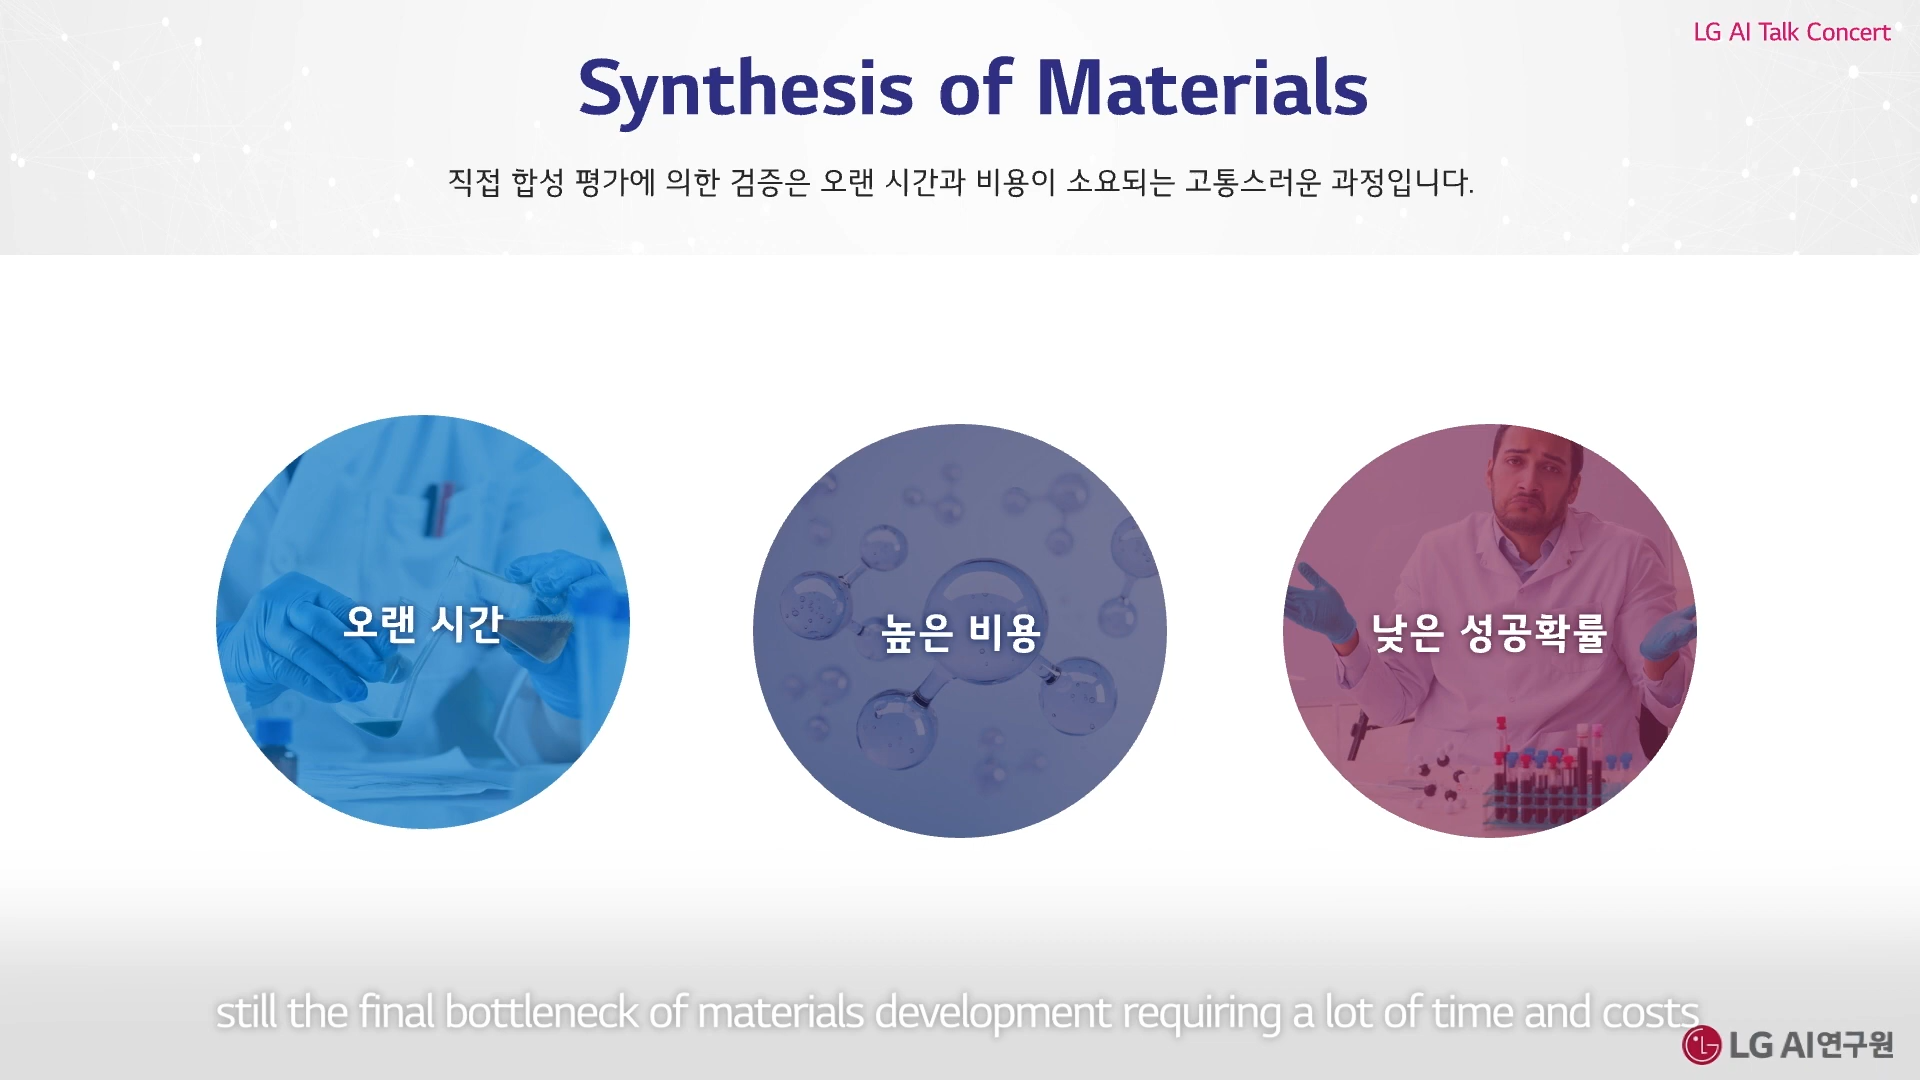 LG AI Talk Concert
Synthesis of Materials
직접 합성 평가에 의한 검증은 오랜 시간과 비용이 소요되는 고통스러운 과정입니다.
오랜 시간
높은 비용
낮은 성공확률
still the final bottleneck of materials development requiring a lot of time and costs
LG AI연구원